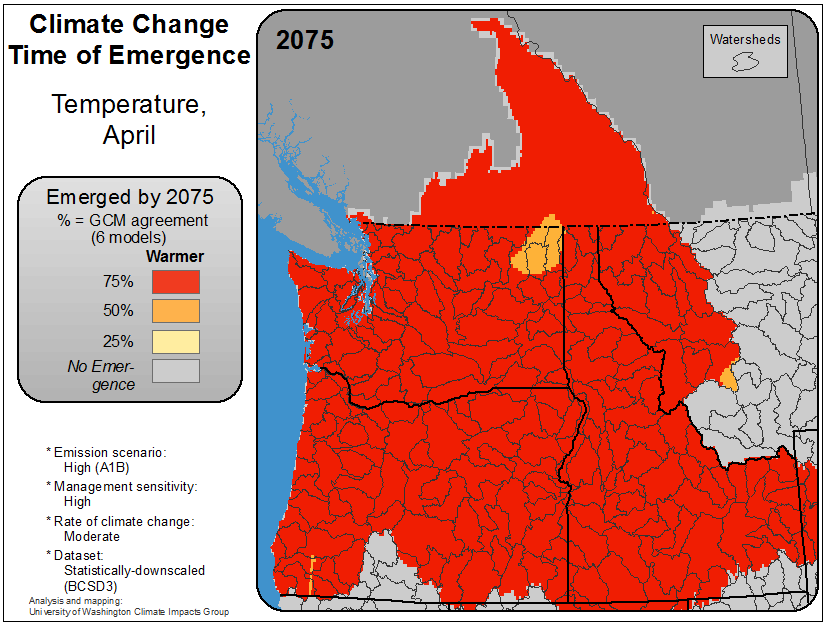 Climate Change
Time of Emergence
Temperature,
April
Emerged by 2075
% = GCM agreement
(6 models)
Warmer
75%
50%
25%
No Emer-
gence
* Emission scenario:
High (A1B)
* Management sensitivity:
High
* Rate of climate change:
Moderate
* Dataset:
Statistically-downscaled
(BCSD3)
Analysis and mapping:
University of Washington Climate Impacts Group
2075
Watersheds